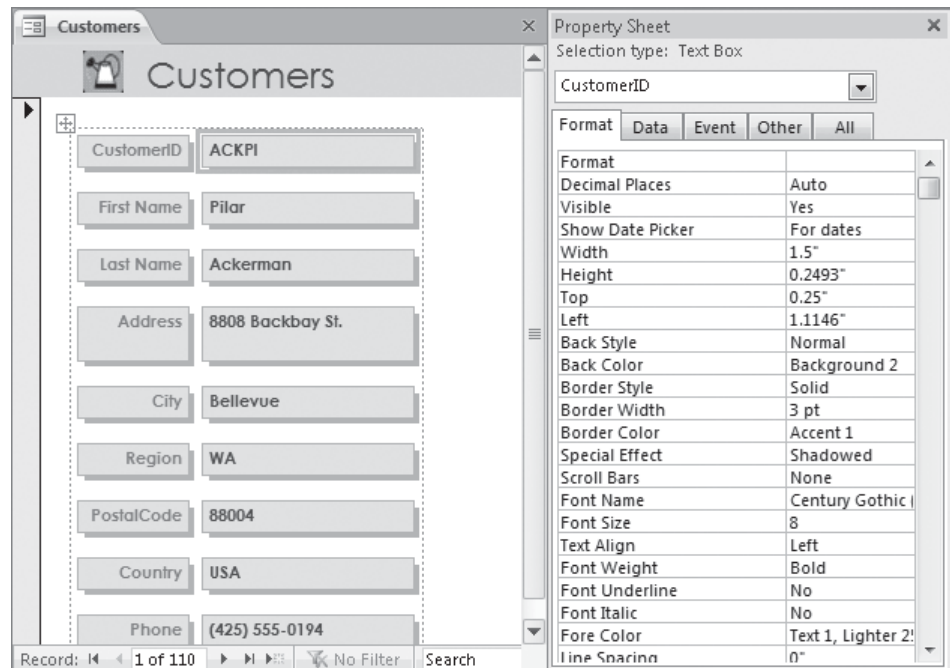 Customers
Customers
CustomerID ACKPI
First Name Pilar
Last Name Ackerman
Address 8808 Backbay St.
City Bellevue
Region WA
PostalCode 88004
Country USA
Phone (425) 555-0194
Record: 1 of 110 No Filter Search
Property Sheet
Selection type: Text Box
CustomerID
Format Data Event Other All
Format
Decimal Places Auto
Visible Yes
Show Date Picker For dates
Width 1.5"
Height 0.2493"
Top 0.25"
Left 1.1146"
Back Style Normal
Back Color Background 2
Border Style Solid
Border Width 3 pt
Border Color Accent 1
Special Effect Shadowed
Scroll Bars None
Font Name Century Gothic (
Font Size 8
Text Align Left
Font Weight Bold
Font Underline No
Font Italic No
Fore Color Text 1, Lighter 25
Line Spacing 0"